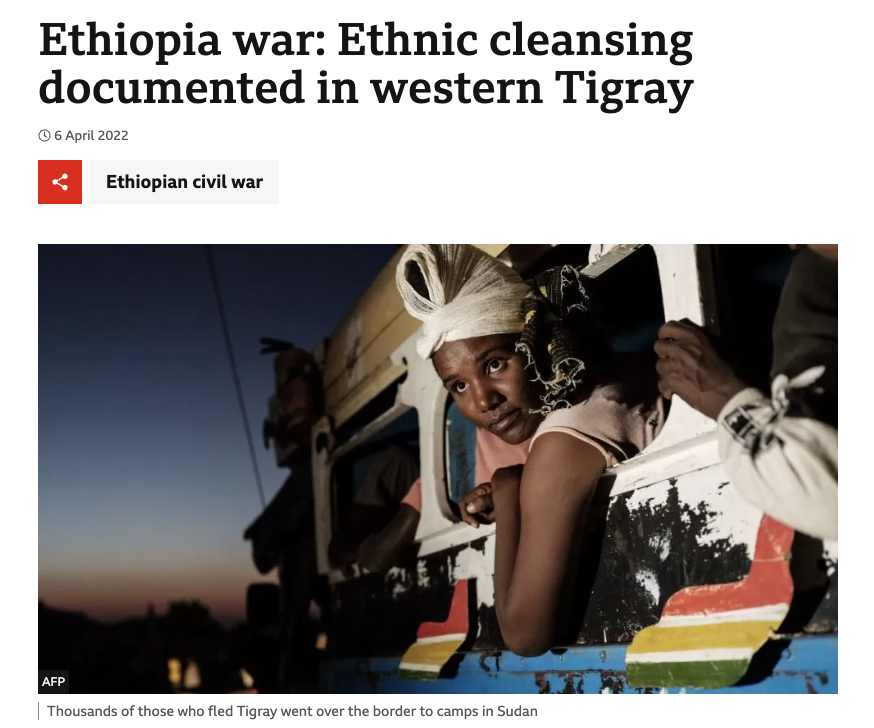 Ethiopia war: Ethnic cleansing
documented in western Tigray
6 April 2022
Ethiopian civil war
AFP
Thousands of those who fled Tigray went over the border to camps in Sudan